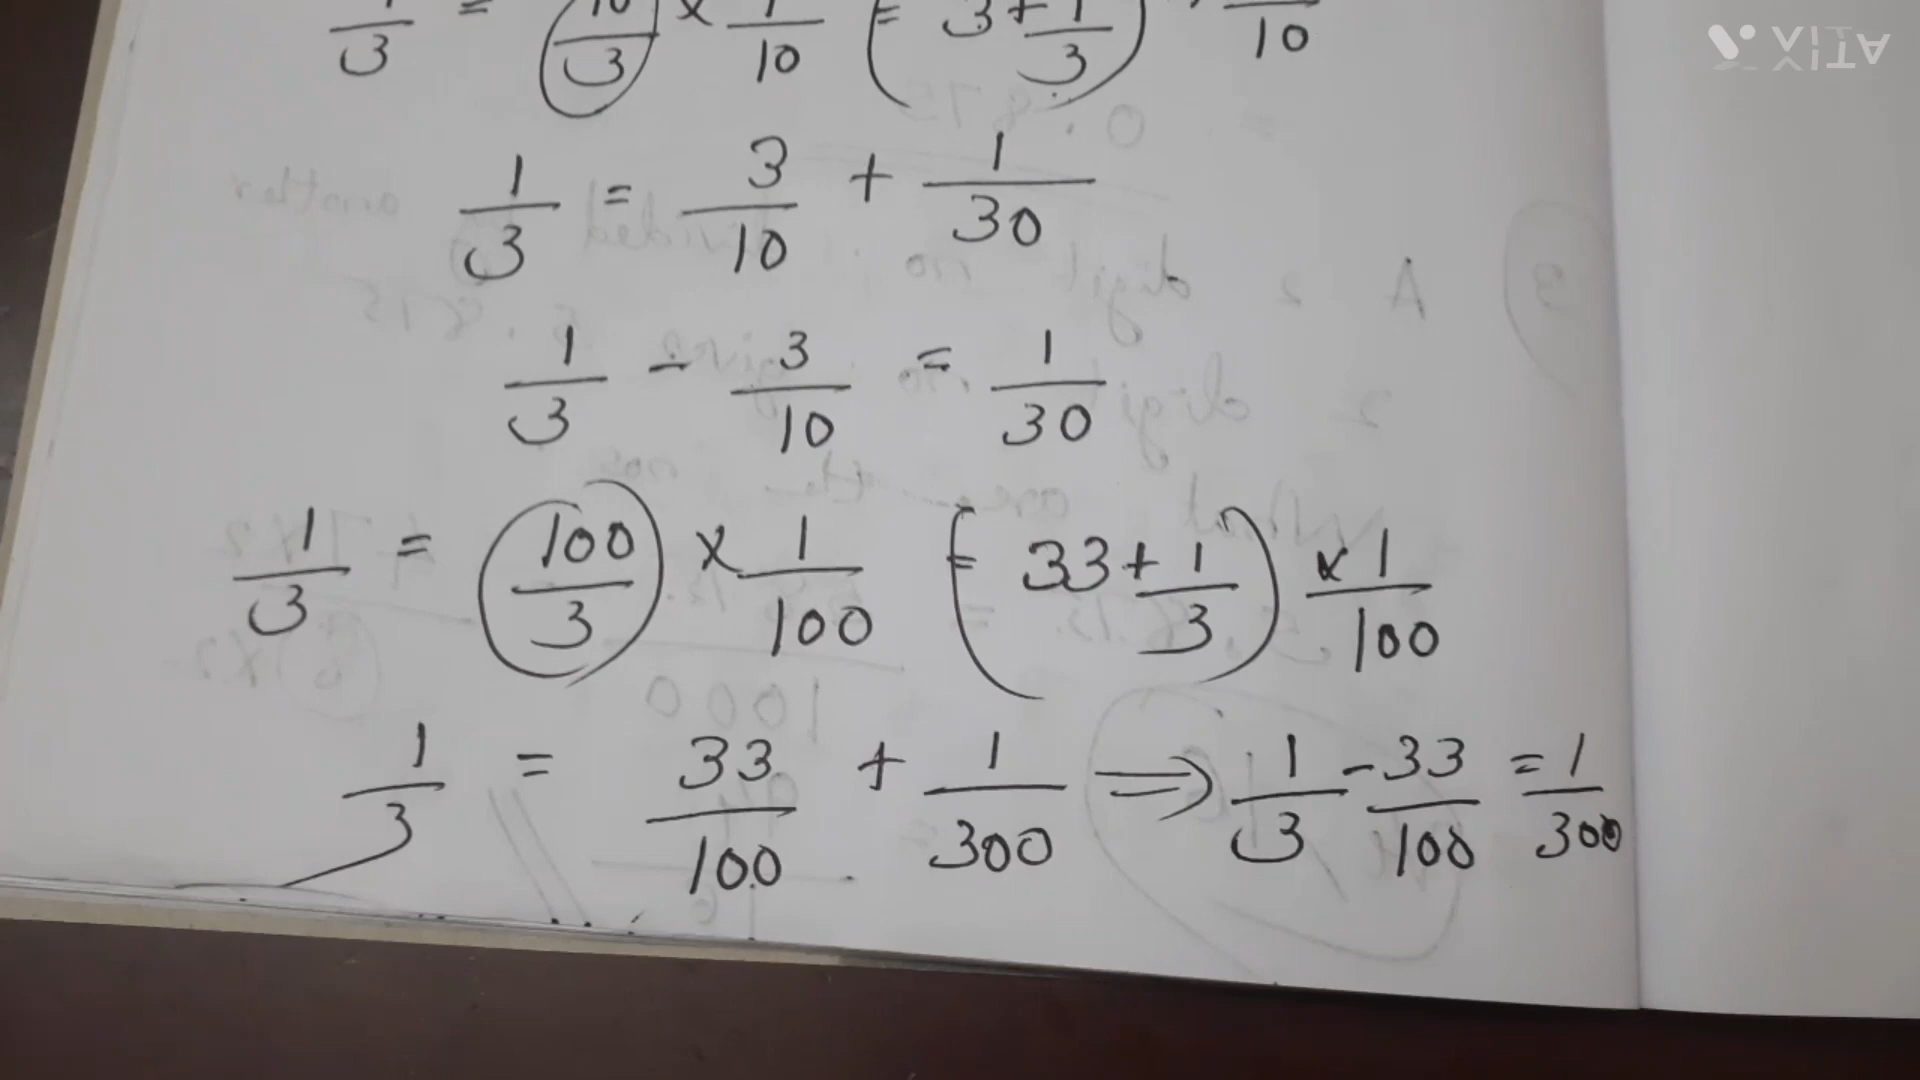 1/3 = 10/3 × 1/10 = (3 + 1/3) × 1/10
VITA
1/3 = 3/10 + 1/30
1/3 - 3/10 = 1/30
1/3 = 100/3 × 1/100 = (33 + 1/3) × 1/100
1/3 = 33/100 + 1/300 ⟹ 1/3 - 33/100 = 1/300